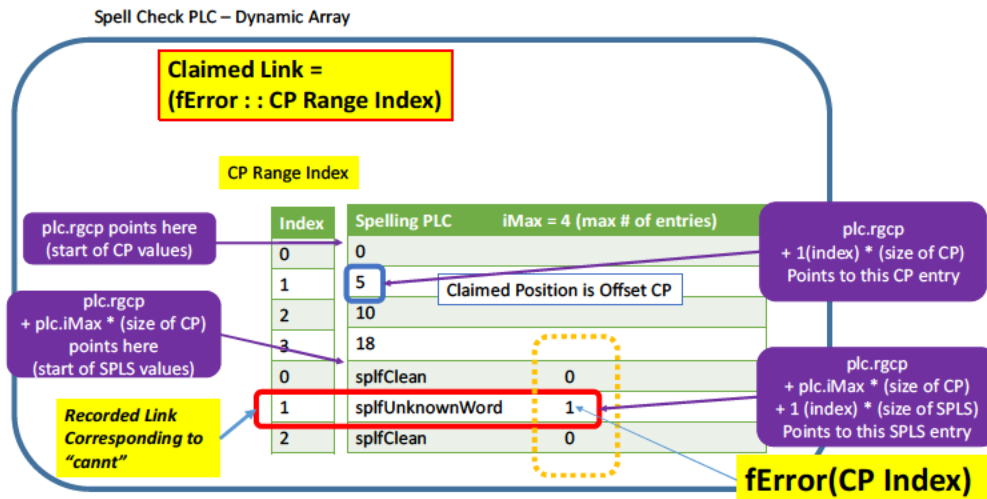 Spell Check PLC – Dynamic Array
Claimed Link =
(fError : : CP Range Index)
CP Range Index
plc.rgcp points here
(start of CP values)
plc.rgcp
+ plc.iMax * (size of CP)
points here
(start of SPLS values)
Recorded Link
Corresponding to
"cannt"
Index Spelling PLC iMax = 4 (max # of entries)
0 0
1 5 Claimed Position is Offset CP
2 10
3 18
0 splfClean 0
1 splfUnknownWord 1
2 splfClean 0
plc.rgcp
+ 1(index) * (size of CP)
Points to this CP entry
plc.rgcp
+ plc.iMax * (size of CP)
+ 1 (index) * (size of SPLS)
Points to this SPLS entry
fError(CP Index)